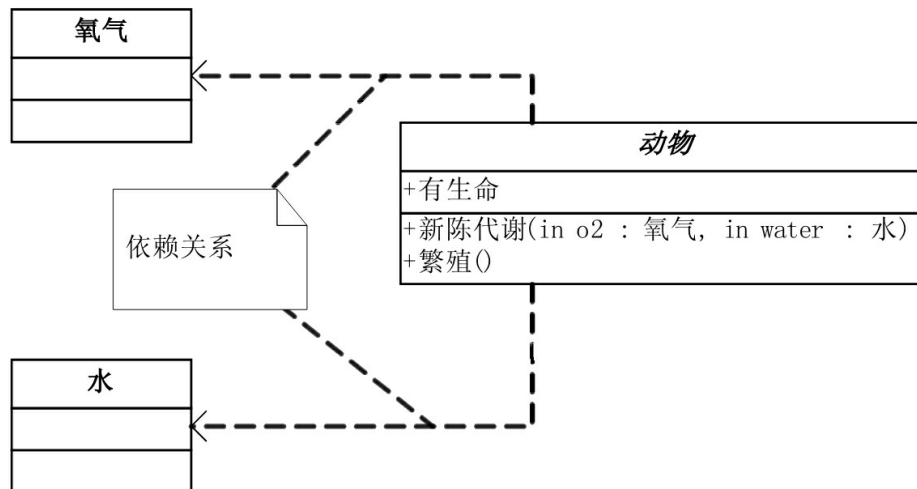 氧气
动物
+有生命
+新陈代谢(in o2 : 氧气, in water : 水)
+繁殖()
依赖关系
水